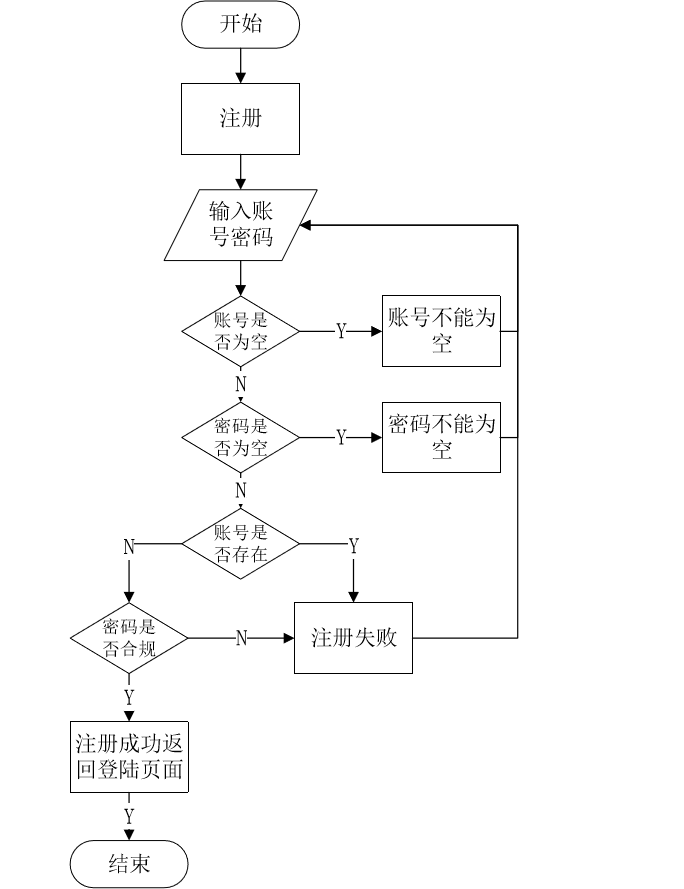 开始
注册
输入账
号密码
账号是
否为空
Y
账号不能为
空
N
密码是
否为空
Y
密码不能为
空
N
账号是
否存在
N
Y
密码是
否合规
N
注册失败
Y
注册成功返
回登陆页面
Y
结束